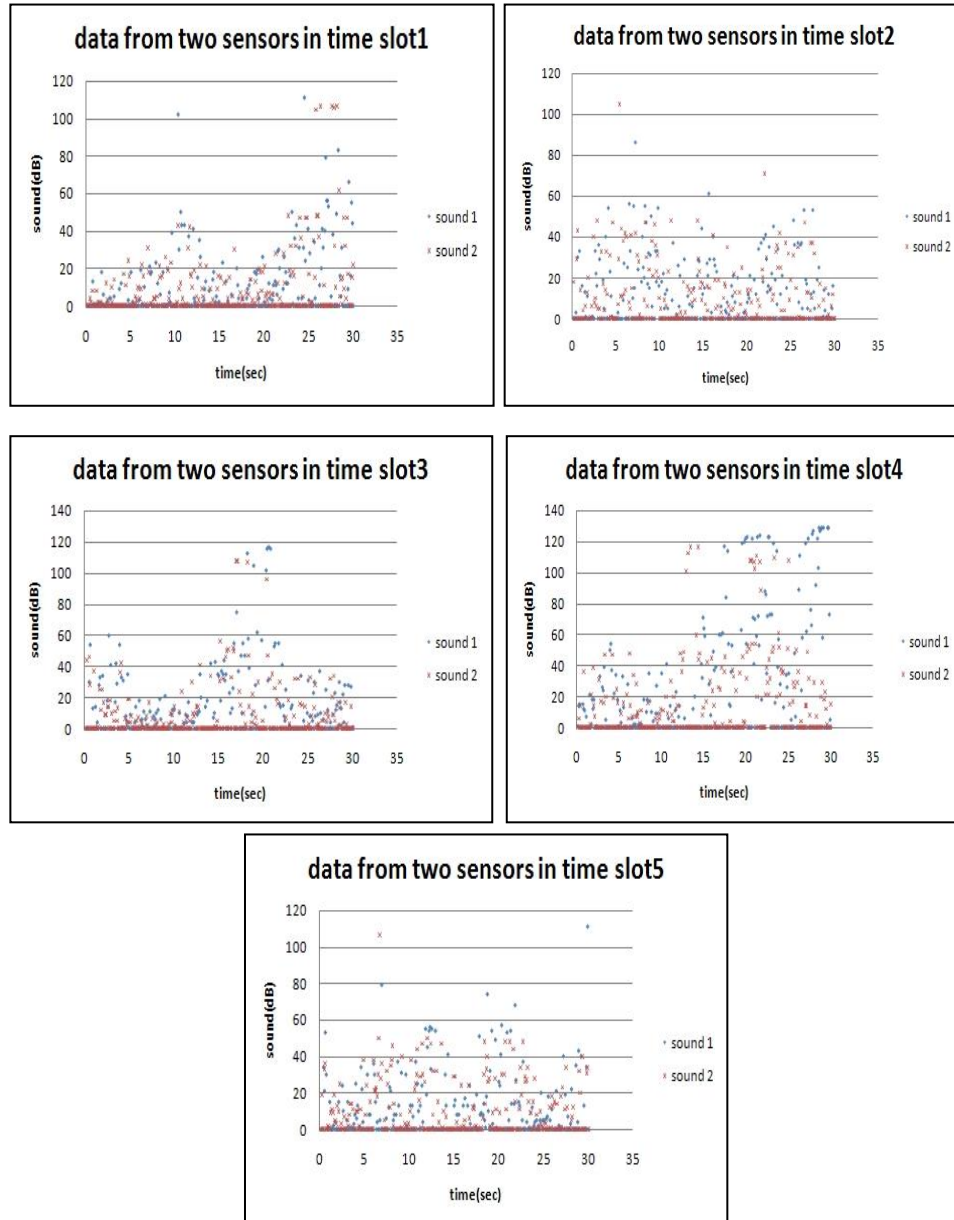 data from two sensors in time slot1
120
100
80
60
40
20
0
sound(dB)
0 5 10 15 20 25 30 35
time(sec)
sound 1
sound 2
data from two sensors in time slot2
120
100
80
60
40
20
0
sound(dB)
0 5 10 15 20 25 30 35
time(sec)
sound 1
sound 2
data from two sensors in time slot3
140
120
100
80
60
40
20
0
sound(dB)
0 5 10 15 20 25 30 35
time(sec)
sound 1
sound 2
data from two sensors in time slot4
140
120
100
80
60
40
20
0
sound(dB)
0 5 10 15 20 25 30 35
time(sec)
sound 1
sound 2
data from two sensors in time slot5
120
100
80
60
40
20
0
sound(dB)
0 5 10 15 20 25 30 35
time(sec)
sound 1
sound 2